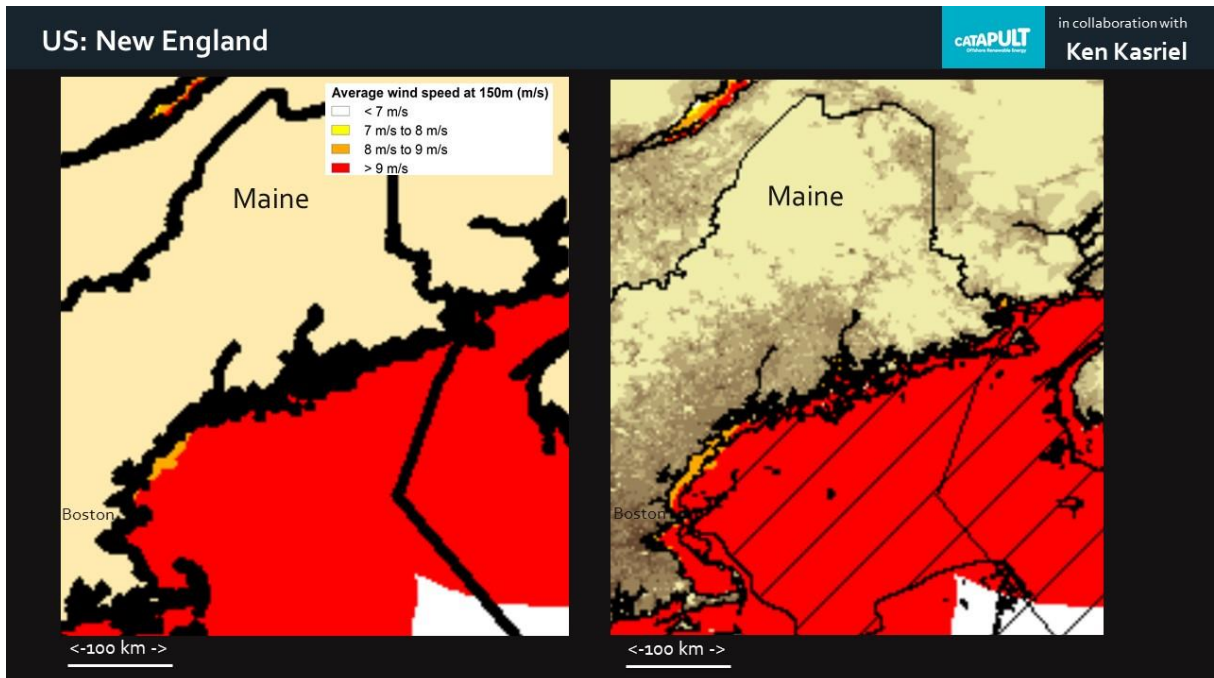 US: New England
CATAPULT
Offshore Renewable Energy
in collaboration with
Ken Kasriel
Average wind speed at 150m (m/s)
< 7 m/s
7 m/s to 8 m/s
8 m/s to 9 m/s
> 9 m/s
Maine
Boston
<-100 km ->
Maine
Boston
<-100 km ->